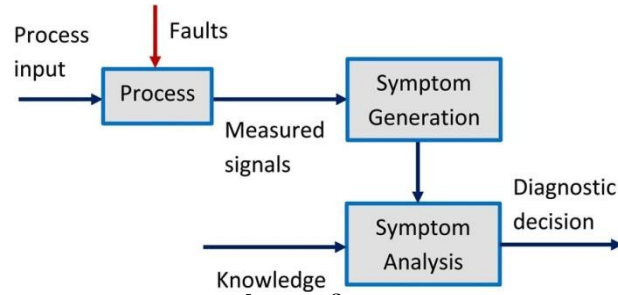 Process
input
Faults
Process
Measured
signals
Symptom
Generation
Symptom
Analysis
Knowledge
Diagnostic
decision